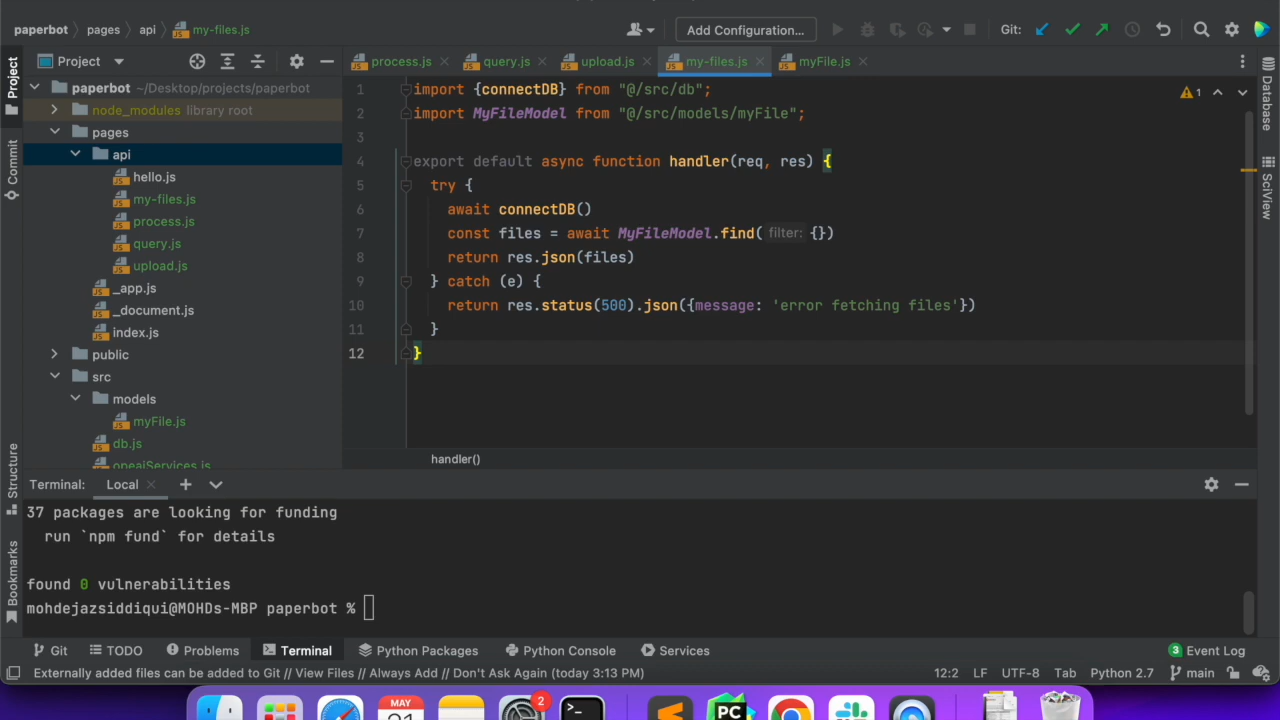 paperbot pages api my-files.js Add Configuration... Git:
Project process.js query.js upload.js my-files.js myFile.js
Project
Commit
Structure
Bookmarks
paperbot ~/Desktop/projects/paperbot
node_modules library root
pages
api
hello.js
my-files.js
process.js
query.js
upload.js
_app.js
_document.js
index.js
public
src
models
myFile.js
db.js
opeaiServices.js
1 import {connectDB} from "@/src/db";
2 import MyFileModel from "@/src/models/myFile";
3
4 export default async function handler(req, res) {
5 try {
6 await connectDB()
7 const files = await MyFileModel.find( filter: {})
8 return res.json(files)
9 } catch (e) {
10 return res.status(500).json({message: 'error fetching files'})
11 }
12 }
1
Database
SciView
handler()
Terminal: Local
37 packages are looking for funding
run `npm fund` for details
found 0 vulnerabilities
mohdejazsiddiqui@MOHDs-MBP paperbot %
Git TODO Problems Terminal Python Packages Python Console Services 3 Event Log
Externally added files can be added to Git // View Files // Always Add // Don't Ask Again (today 3:13 PM) 12:2 LF UTF-8 Tab Python 2.7 main
MAY
2
PC